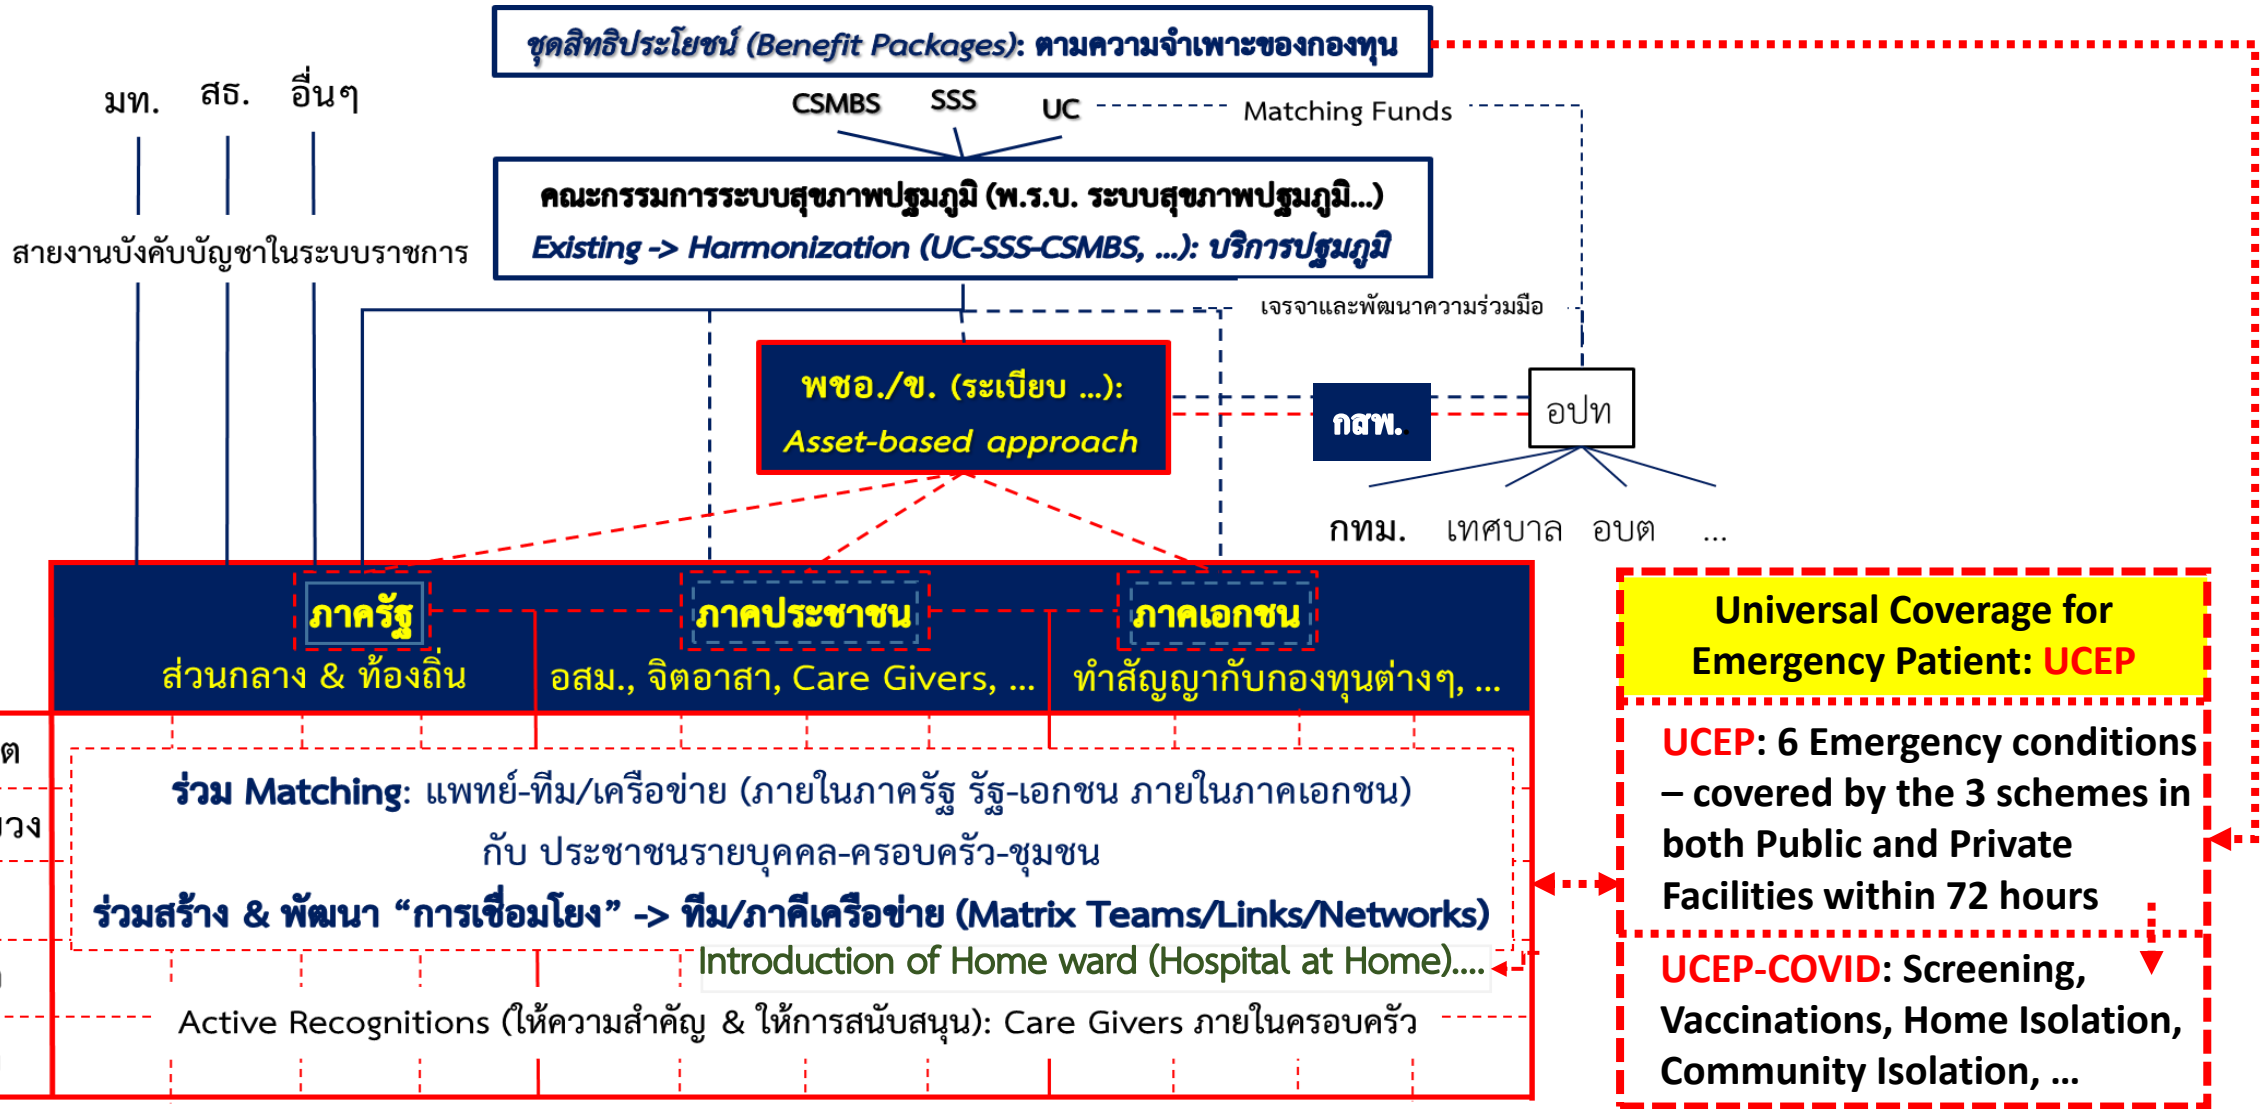 ชุดสิทธิประโยชน์ (Benefit Packages): ตามความจำเพาะของกองทุน
มท. สธ. อื่นๆ
CSMBS SSS UC Matching Funds
คณะกรรมการระบบสุขภาพปฐมภูมิ (พ.ร.บ. ระบบสุขภาพปฐมภูมิ...)
Existing -> Harmonization (UC-SSS-CSMBS, ...): บริการปฐมภูมิ
สายงานบังคับบัญชาในระบบราชการ
เจรจาและพัฒนาความร่วมมือ
พชอ./ข. (ระเบียบ ...):
Asset-based approach
กสพ.
อปท
กทม. เทศบาล อบต ...
ภาครัฐ ภาคประชาชน ภาคเอกชน
ส่วนกลาง & ท้องถิ่น อสม., จิตอาสา, Care Givers, ... ทำสัญญากับกองทุนต่างๆ, ...
ร่วม Matching: แพทย์-ทีม/เครือข่าย (ภายในภาครัฐ รัฐ-เอกชน ภายในภาคเอกชน)
กับ ประชาชนรายบุคคล-ครอบครัว-ชุมชน
ร่วมสร้าง & พัฒนา “การเชื่อมโยง” -> ทีม/ภาคีเครือข่าย (Matrix Teams/Links/Networks)
Introduction of Home ward (Hospital at Home)....
Active Recognitions (ให้ความสำคัญ & ให้การสนับสนุน): Care Givers ภายในครอบครัว
Universal Coverage for
Emergency Patient: UCEP
UCEP: 6 Emergency conditions
– covered by the 3 schemes in
both Public and Private
Facilities within 72 hours
UCEP-COVID: Screening,
Vaccinations, Home Isolation,
Community Isolation, ...